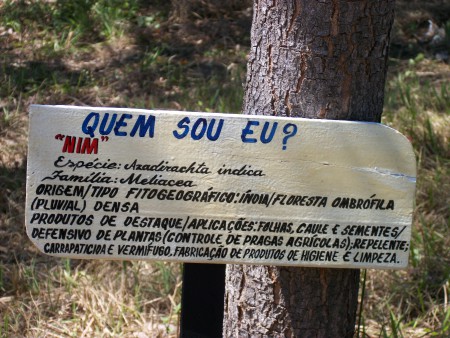 QUEM SOU EU?
"NIM"
Espécie: Azadirachta indica
Família: Meliacea
ORIGEM/TIPO FITOGEOGRÁFICO: ÍNDIA/FLORESTA OMBRÓFILA
(PLUVIAL) DENSA
PRODUTOS DE DESTAQUE/APLICAÇÕES: FOLHAS, CAULE E SEMENTES/
DEFENSIVO DE PLANTAS (CONTROLE DE PRAGAS AGRÍCOLAS); REPELENTE;
CARRAPATICIDA E VERMÍFUGO, FABRICAÇÃO DE PRODUTOS DE HIGIENE E LIMPEZA.